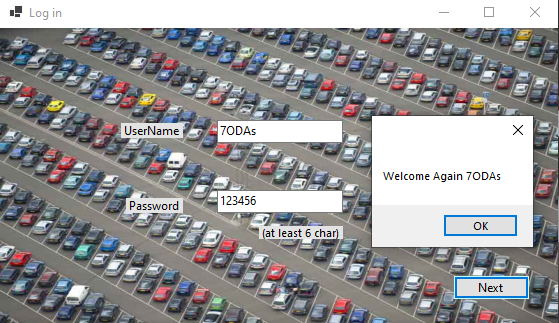 Log in
UserName
7ODAs
Password
123456
(at least 6 char)
Welcome Again 7ODAs
OK
Next